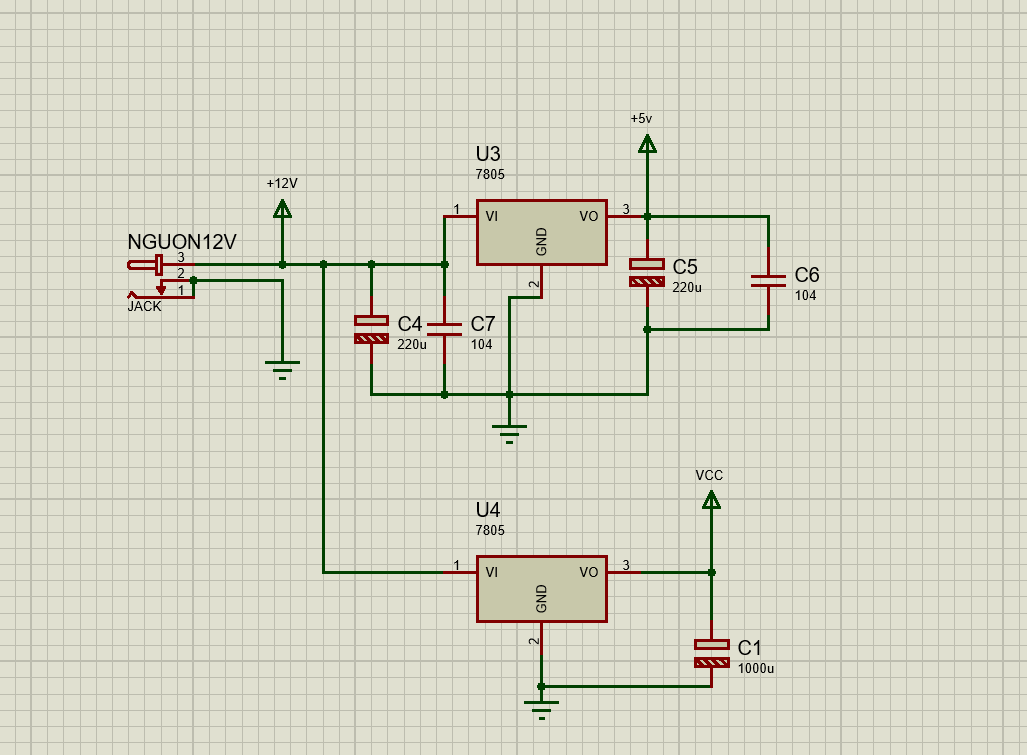 +5v
U3
7805
+12V
1
VI
VO
3
GND
2
NGUON12V
3
2
1
JACK
C5
220u
C6
104
C4
220u
C7
104
VCC
U4
7805
1
VI
VO
3
GND
2
C1
1000u